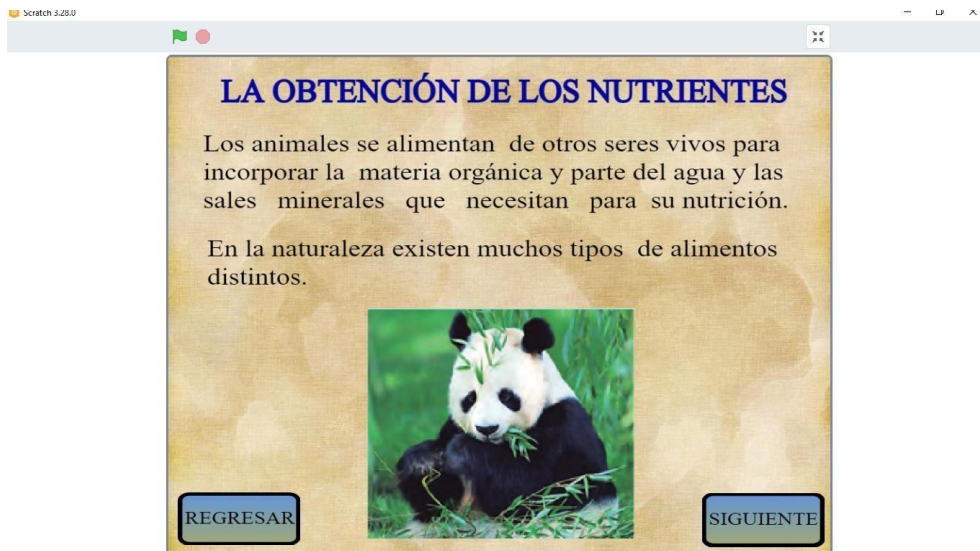 Scratch 3.28.0
LA OBTENCIÓN DE LOS NUTRIENTES
Los animales se alimentan de otros seres vivos para
incorporar la materia orgánica y parte del agua y las
sales minerales que necesitan para su nutrición.
En la naturaleza existen muchos tipos de alimentos
distintos.
REGRESAR
SIGUIENTE